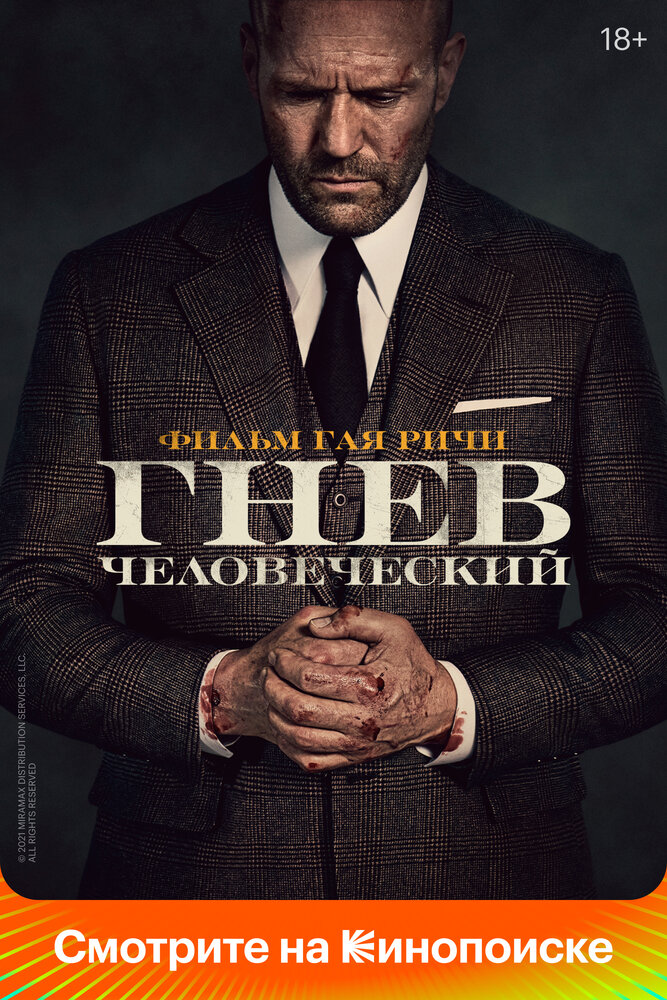 18+
ФИЛЬМ ГАЯ РИЧИ
ГНЕВ
ЧЕЛОВЕЧЕСКИЙ
© 2021 MIRAMAX DISTRIBUTION SERVICES, LLC.
ALL RIGHTS RESERVED
Смотрите на Кинопоиске